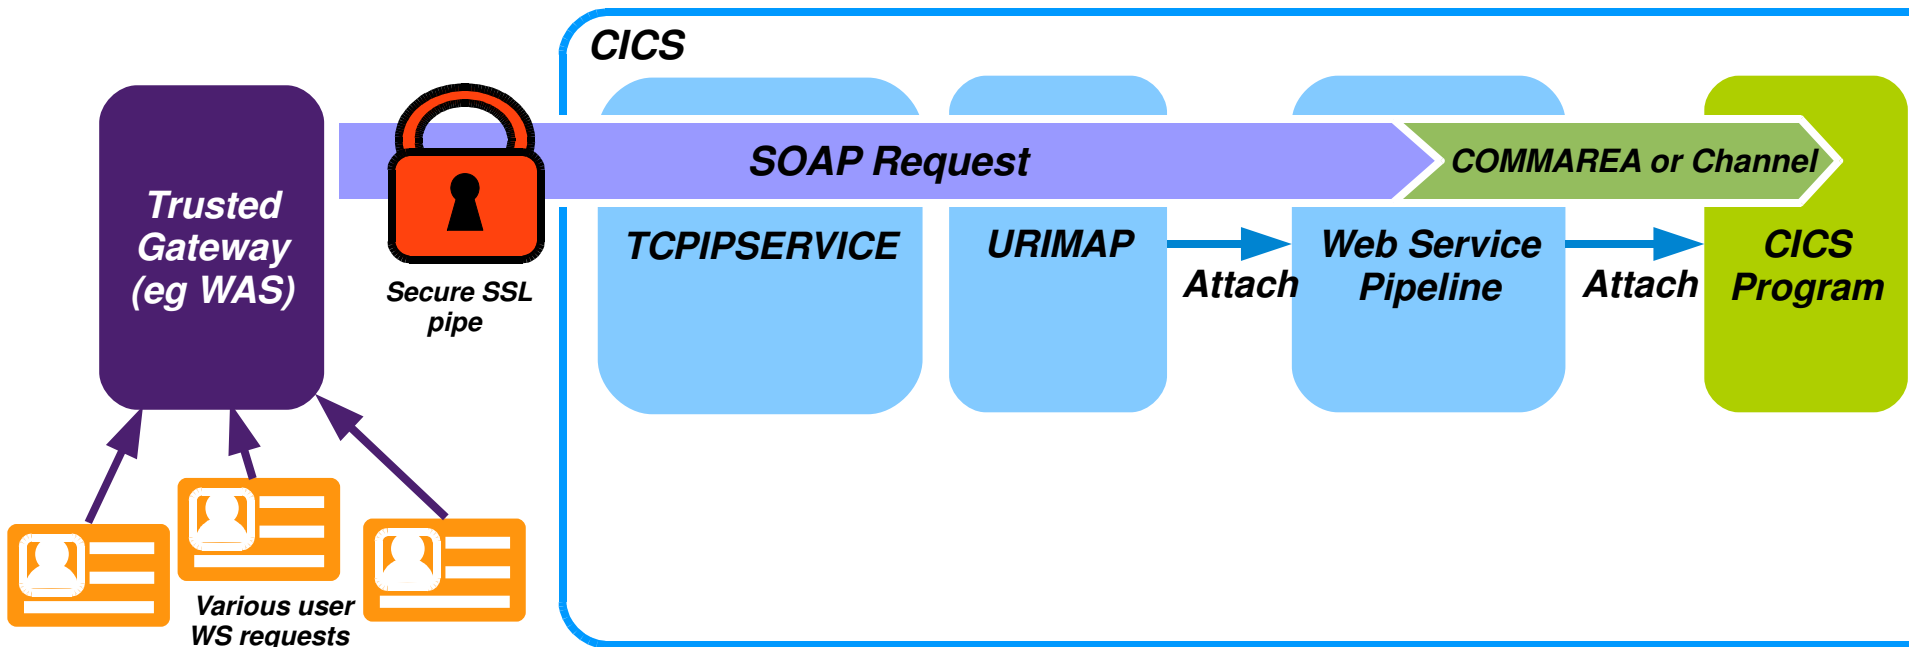 CICS
SOAP Request
COMMAREA or Channel
Trusted
Gateway
(eg WAS)
Secure SSL
pipe
TCPIPSERVICE
URIMAP
Attach
Web Service
Pipeline
Attach
CICS
Program
Various user
WS requests